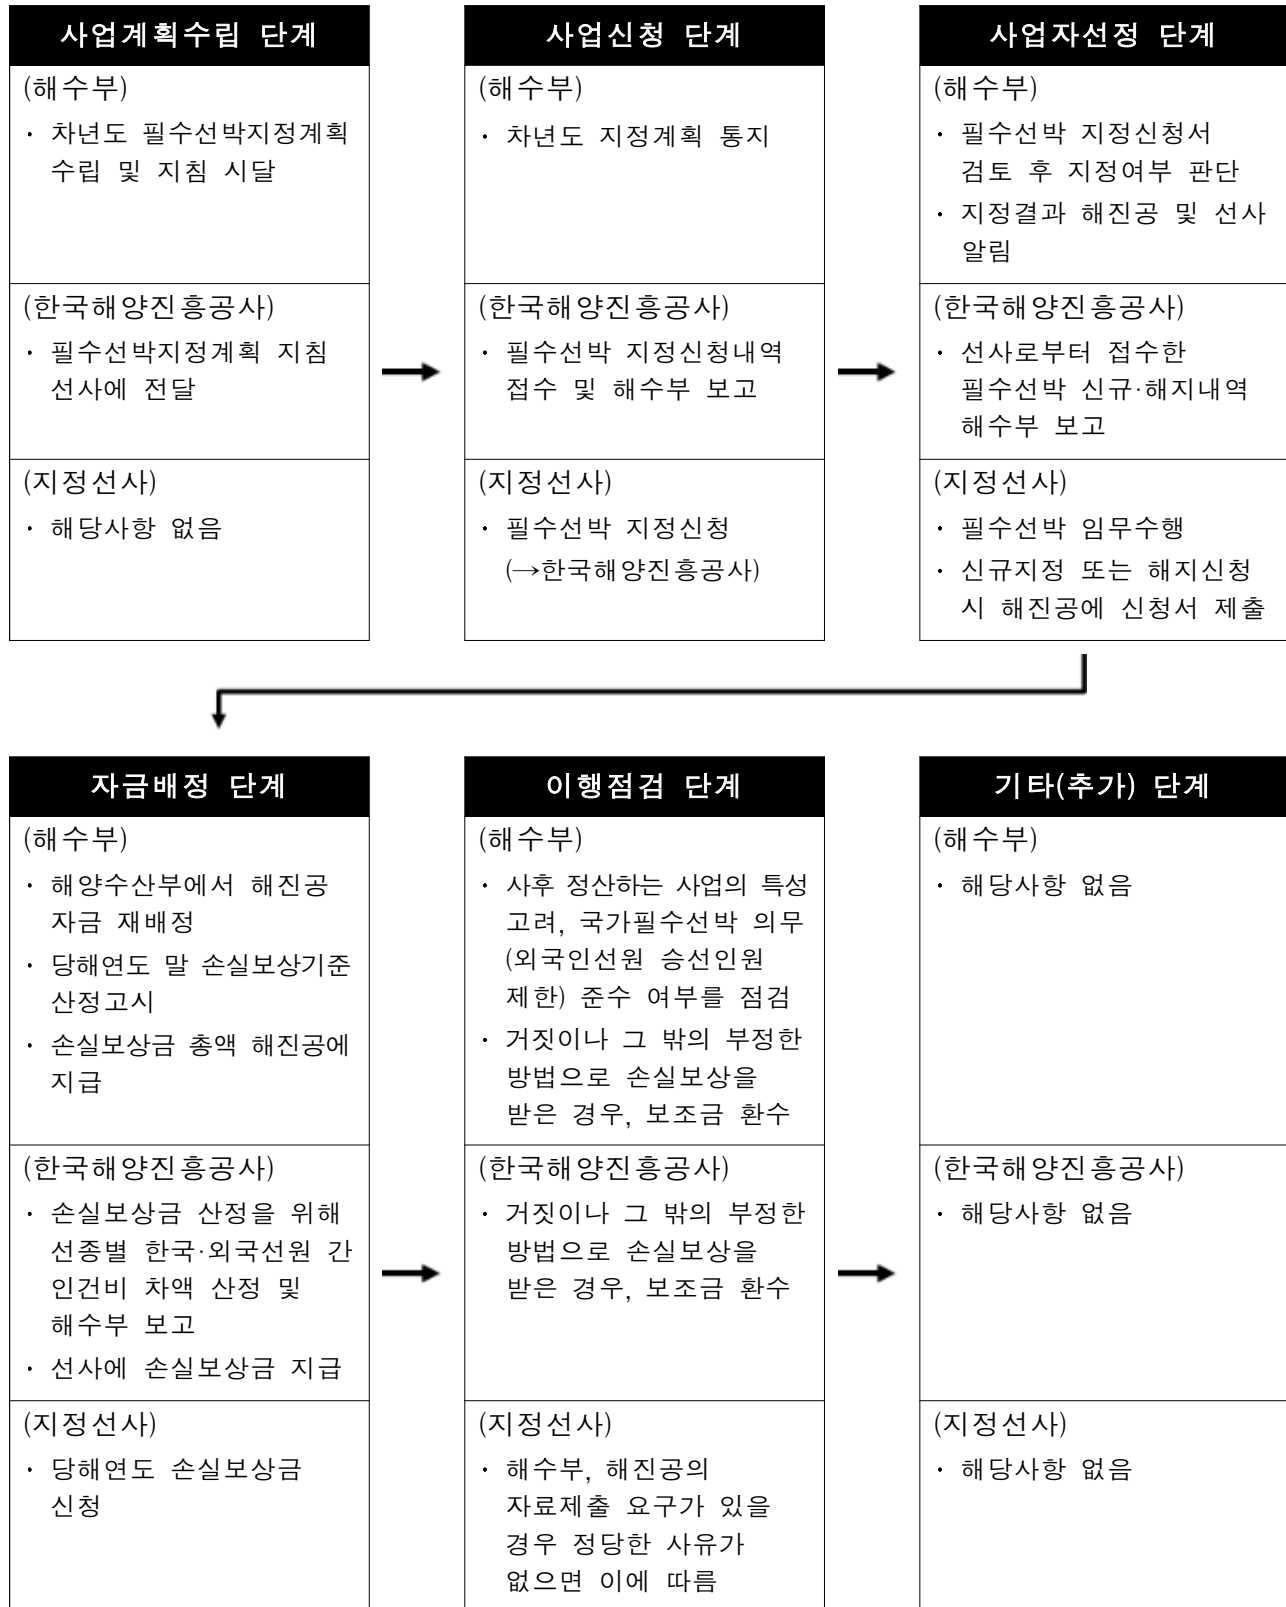 사업계획수립 단계
(해수부)
· 차년도 필수선박지정계획
수립 및 지침 시달
(한국해양진흥공사)
· 필수선박지정계획 지침
선사에 전달
(지정선사)
· 해당사항 없음
사업신청 단계
(해수부)
· 차년도 지정계획 통지
(한국해양진흥공사)
· 필수선박 지정신청내역
접수 및 해수부 보고
(지정선사)
· 필수선박 지정신청
(→한국해양진흥공사)
사업자선정 단계
(해수부)
· 필수선박 지정신청서
검토 후 지정여부 판단
· 지정결과 해진공 및 선사
알림
(한국해양진흥공사)
· 선사로부터 접수한
필수선박 신규·해지내역
해수부 보고
(지정선사)
· 필수선박 임무수행
· 신규지정 또는 해지신청
시 해진공에 신청서 제출
자금배정 단계
(해수부)
· 해양수산부에서 해진공
자금 재배정
· 당해연도 말 손실보상기준
산정고시
· 손실보상금 총액 해진공에
지급
(한국해양진흥공사)
· 손실보상금 산정을 위해
선종별 한국·외국선원 간
인건비 차액 산정 및
해수부 보고
· 선사에 손실보상금 지급
(지정선사)
· 당해연도 손실보상금
신청
이행점검 단계
(해수부)
· 사후 정산하는 사업의 특성
고려, 국가필수선박 의무
(외국인선원 승선인원
제한) 준수 여부를 점검
· 거짓이나 그 밖의 부정한
방법으로 손실보상을
받은 경우, 보조금 환수
(한국해양진흥공사)
· 거짓이나 그 밖의 부정한
방법으로 손실보상을
받은 경우, 보조금 환수
(지정선사)
· 해수부, 해진공의
자료제출 요구가 있을
경우 정당한 사유가
없으면 이에 따름
기타(추가) 단계
(해수부)
· 해당사항 없음
(한국해양진흥공사)
· 해당사항 없음
(지정선사)
· 해당사항 없음